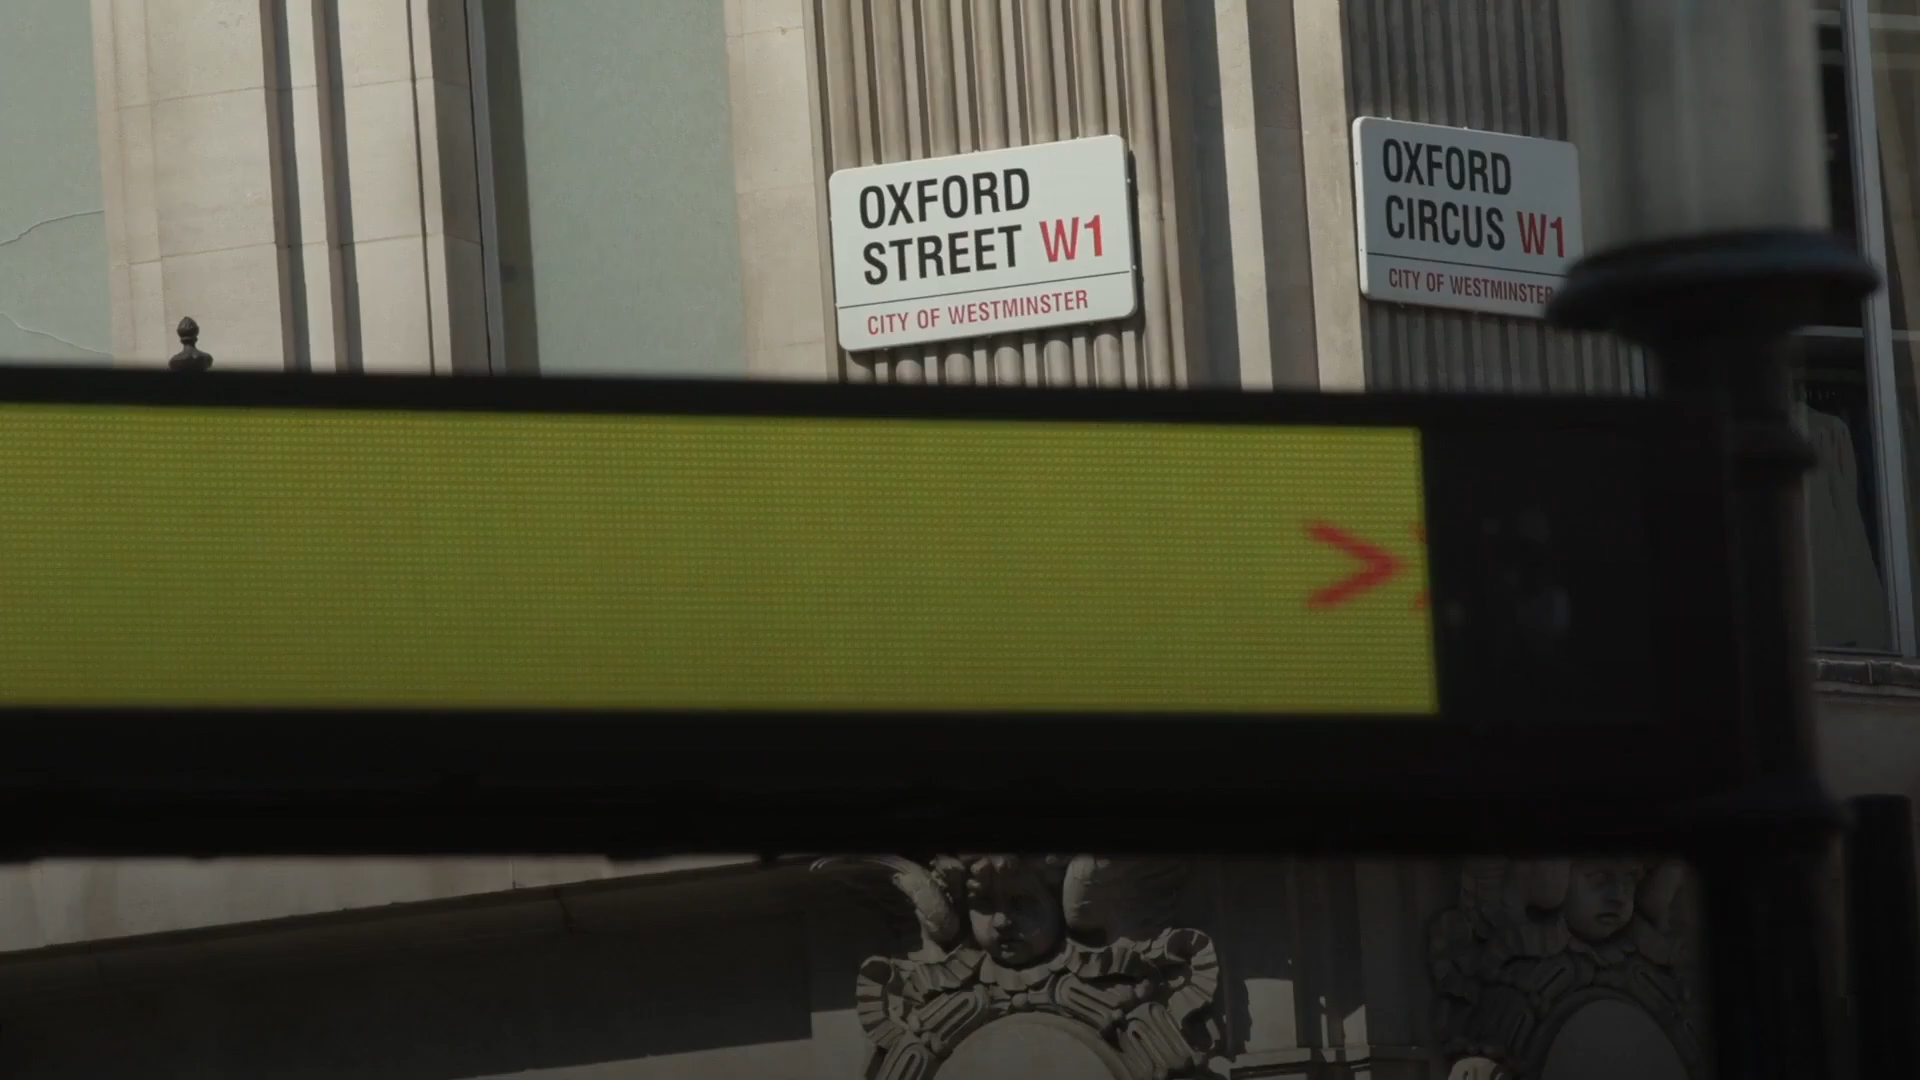 OXFORD
STREET W1
CITY OF WESTMINSTER
OXFORD
CIRCUS W1
CITY OF WESTMINSTER
>